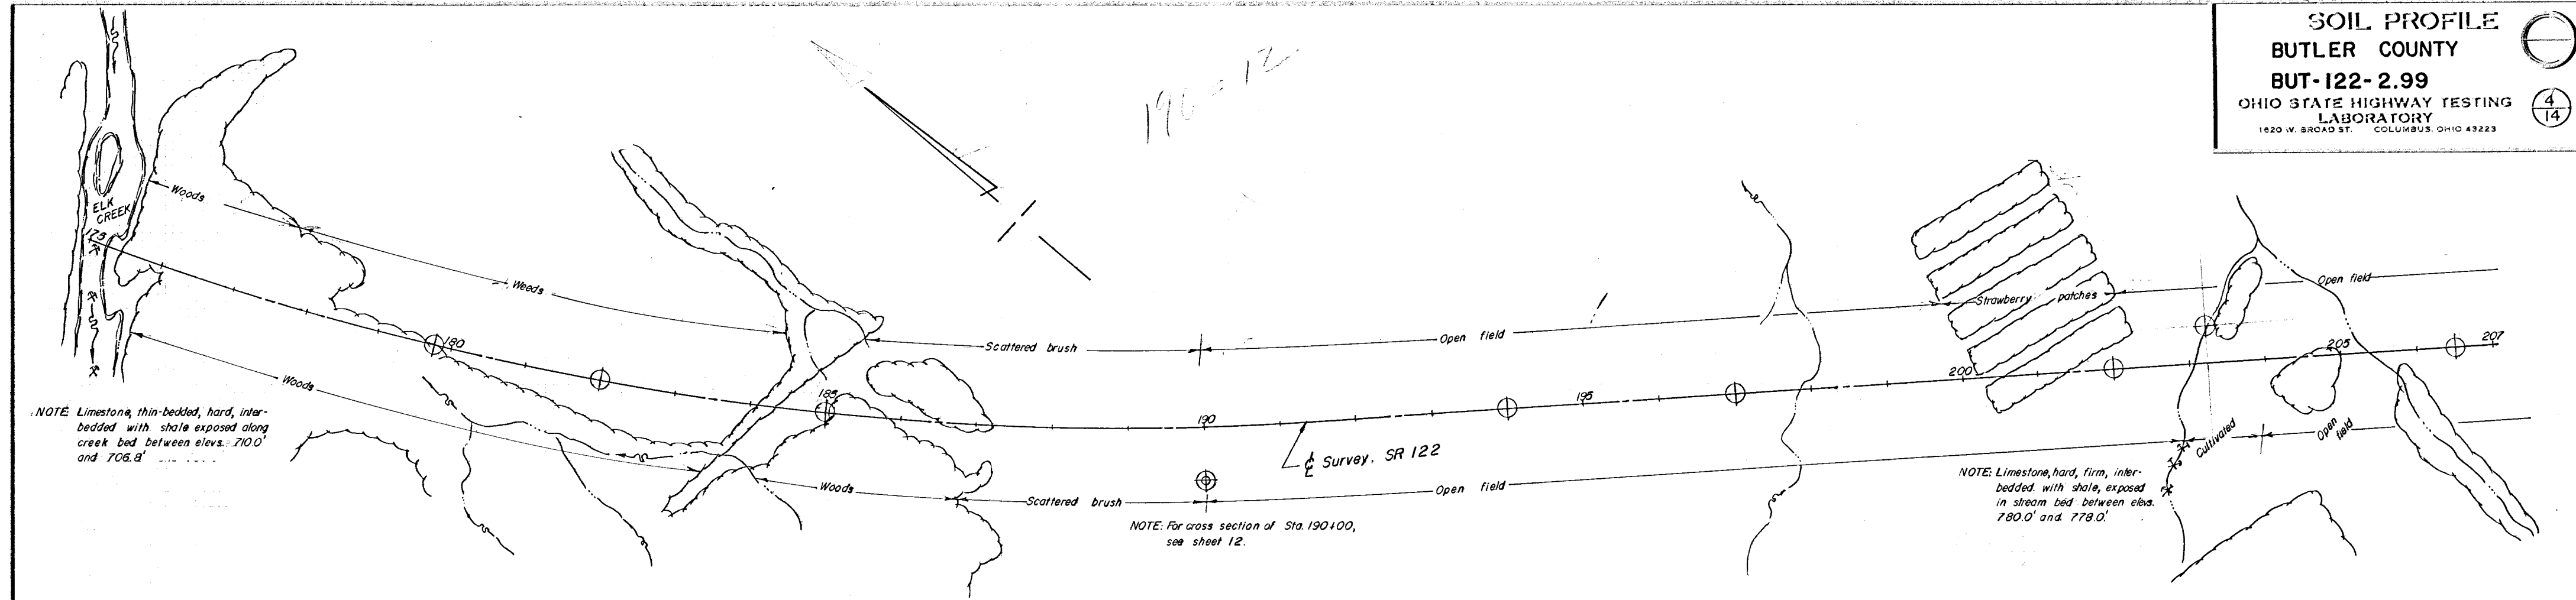 SOIL PROFILE
BUTLER COUNTY
BUT-122-2.99
OHIO STATE HIGHWAY TESTING
LABORATORY
1620 W. BROAD ST. COLUMBUS, OHIO 43223
4
14
190 = 12
ELK
CREEK
175
Woods
Weeds
Scattered brush
Open field
Strawberry patches
Open field
180
185
190
195
200
205
207
Woods
Woods
Scattered brush
Open field
Cultivated
Open
field
℄ Survey, SR 122
NOTE: Limestone, thin-bedded, hard, inter-
bedded with shale exposed along
creek bed between elevs. 710.0'
and 706.8'
NOTE: For cross section of Sta. 190+00,
see sheet 12.
NOTE: Limestone, hard, firm, inter-
bedded with shale, exposed
in stream bed between elevs.
780.0' and 778.0'.